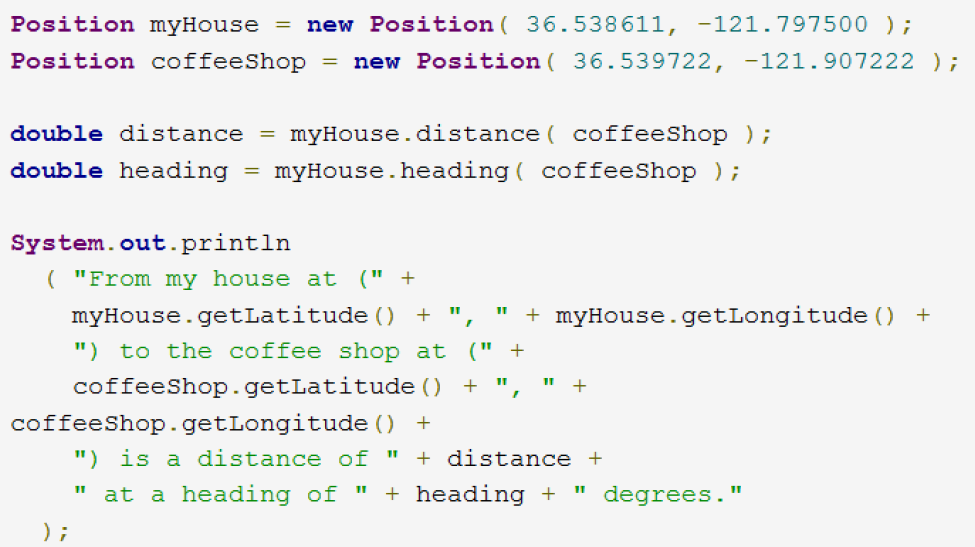 Position myHouse = new Position( 36.538611, -121.797500 );
Position coffeeShop = new Position( 36.539722, -121.907222 );
double distance = myHouse.distance( coffeeShop );
double heading = myHouse.heading( coffeeShop );
System.out.println
( "From my house at (" +
myHouse.getLatitude() + ", " + myHouse.getLongitude() +
") to the coffee shop at (" +
coffeeShop.getLatitude() + ", " +
coffeeShop.getLongitude() +
") is a distance of " + distance +
" at a heading of " + heading + " degrees."
);